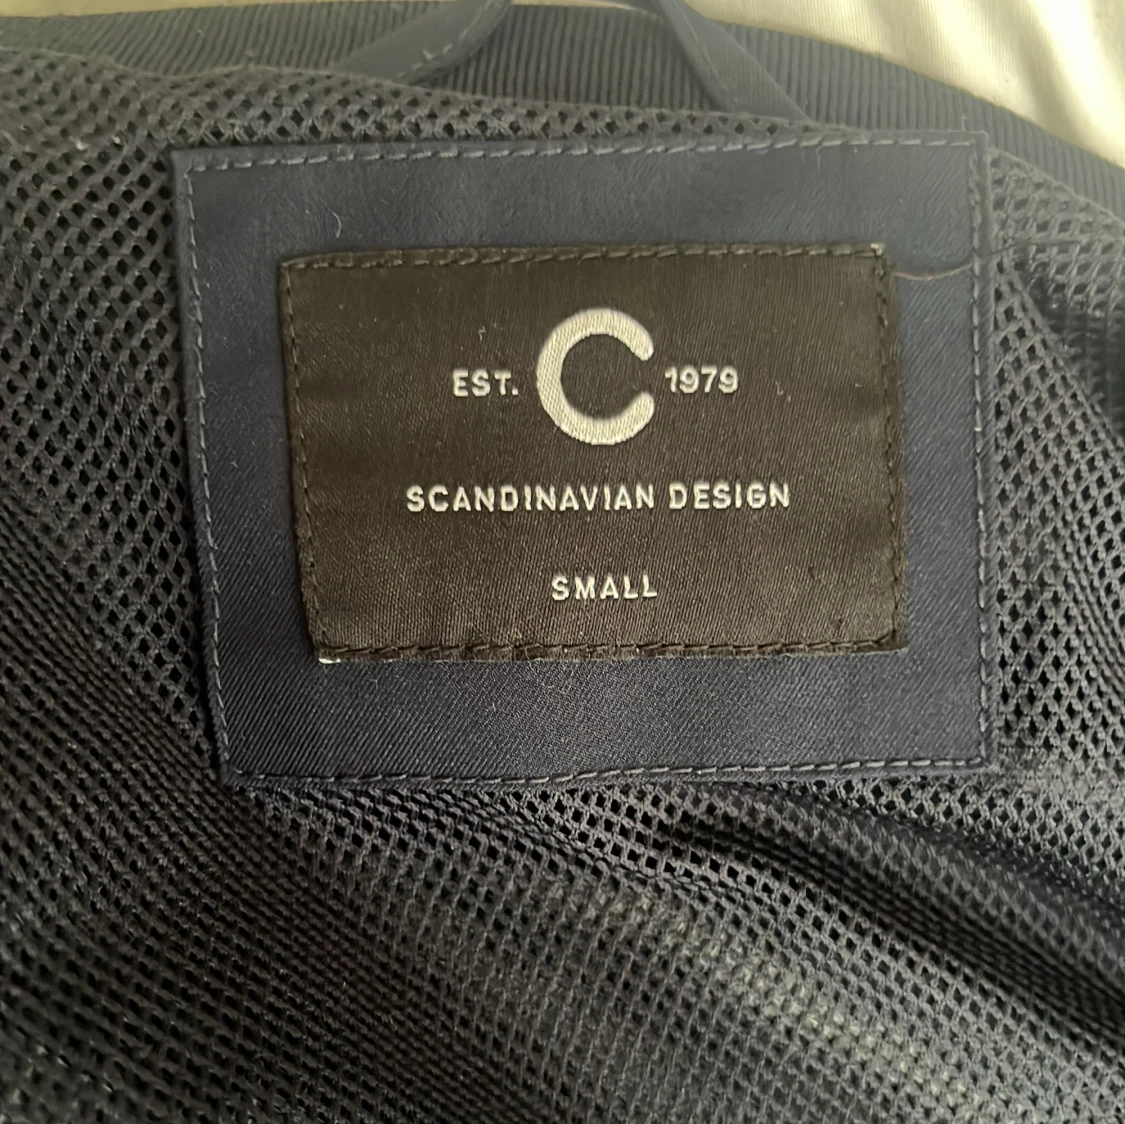 EST. C 1979
SCANDINAVIAN DESIGN
SMALL